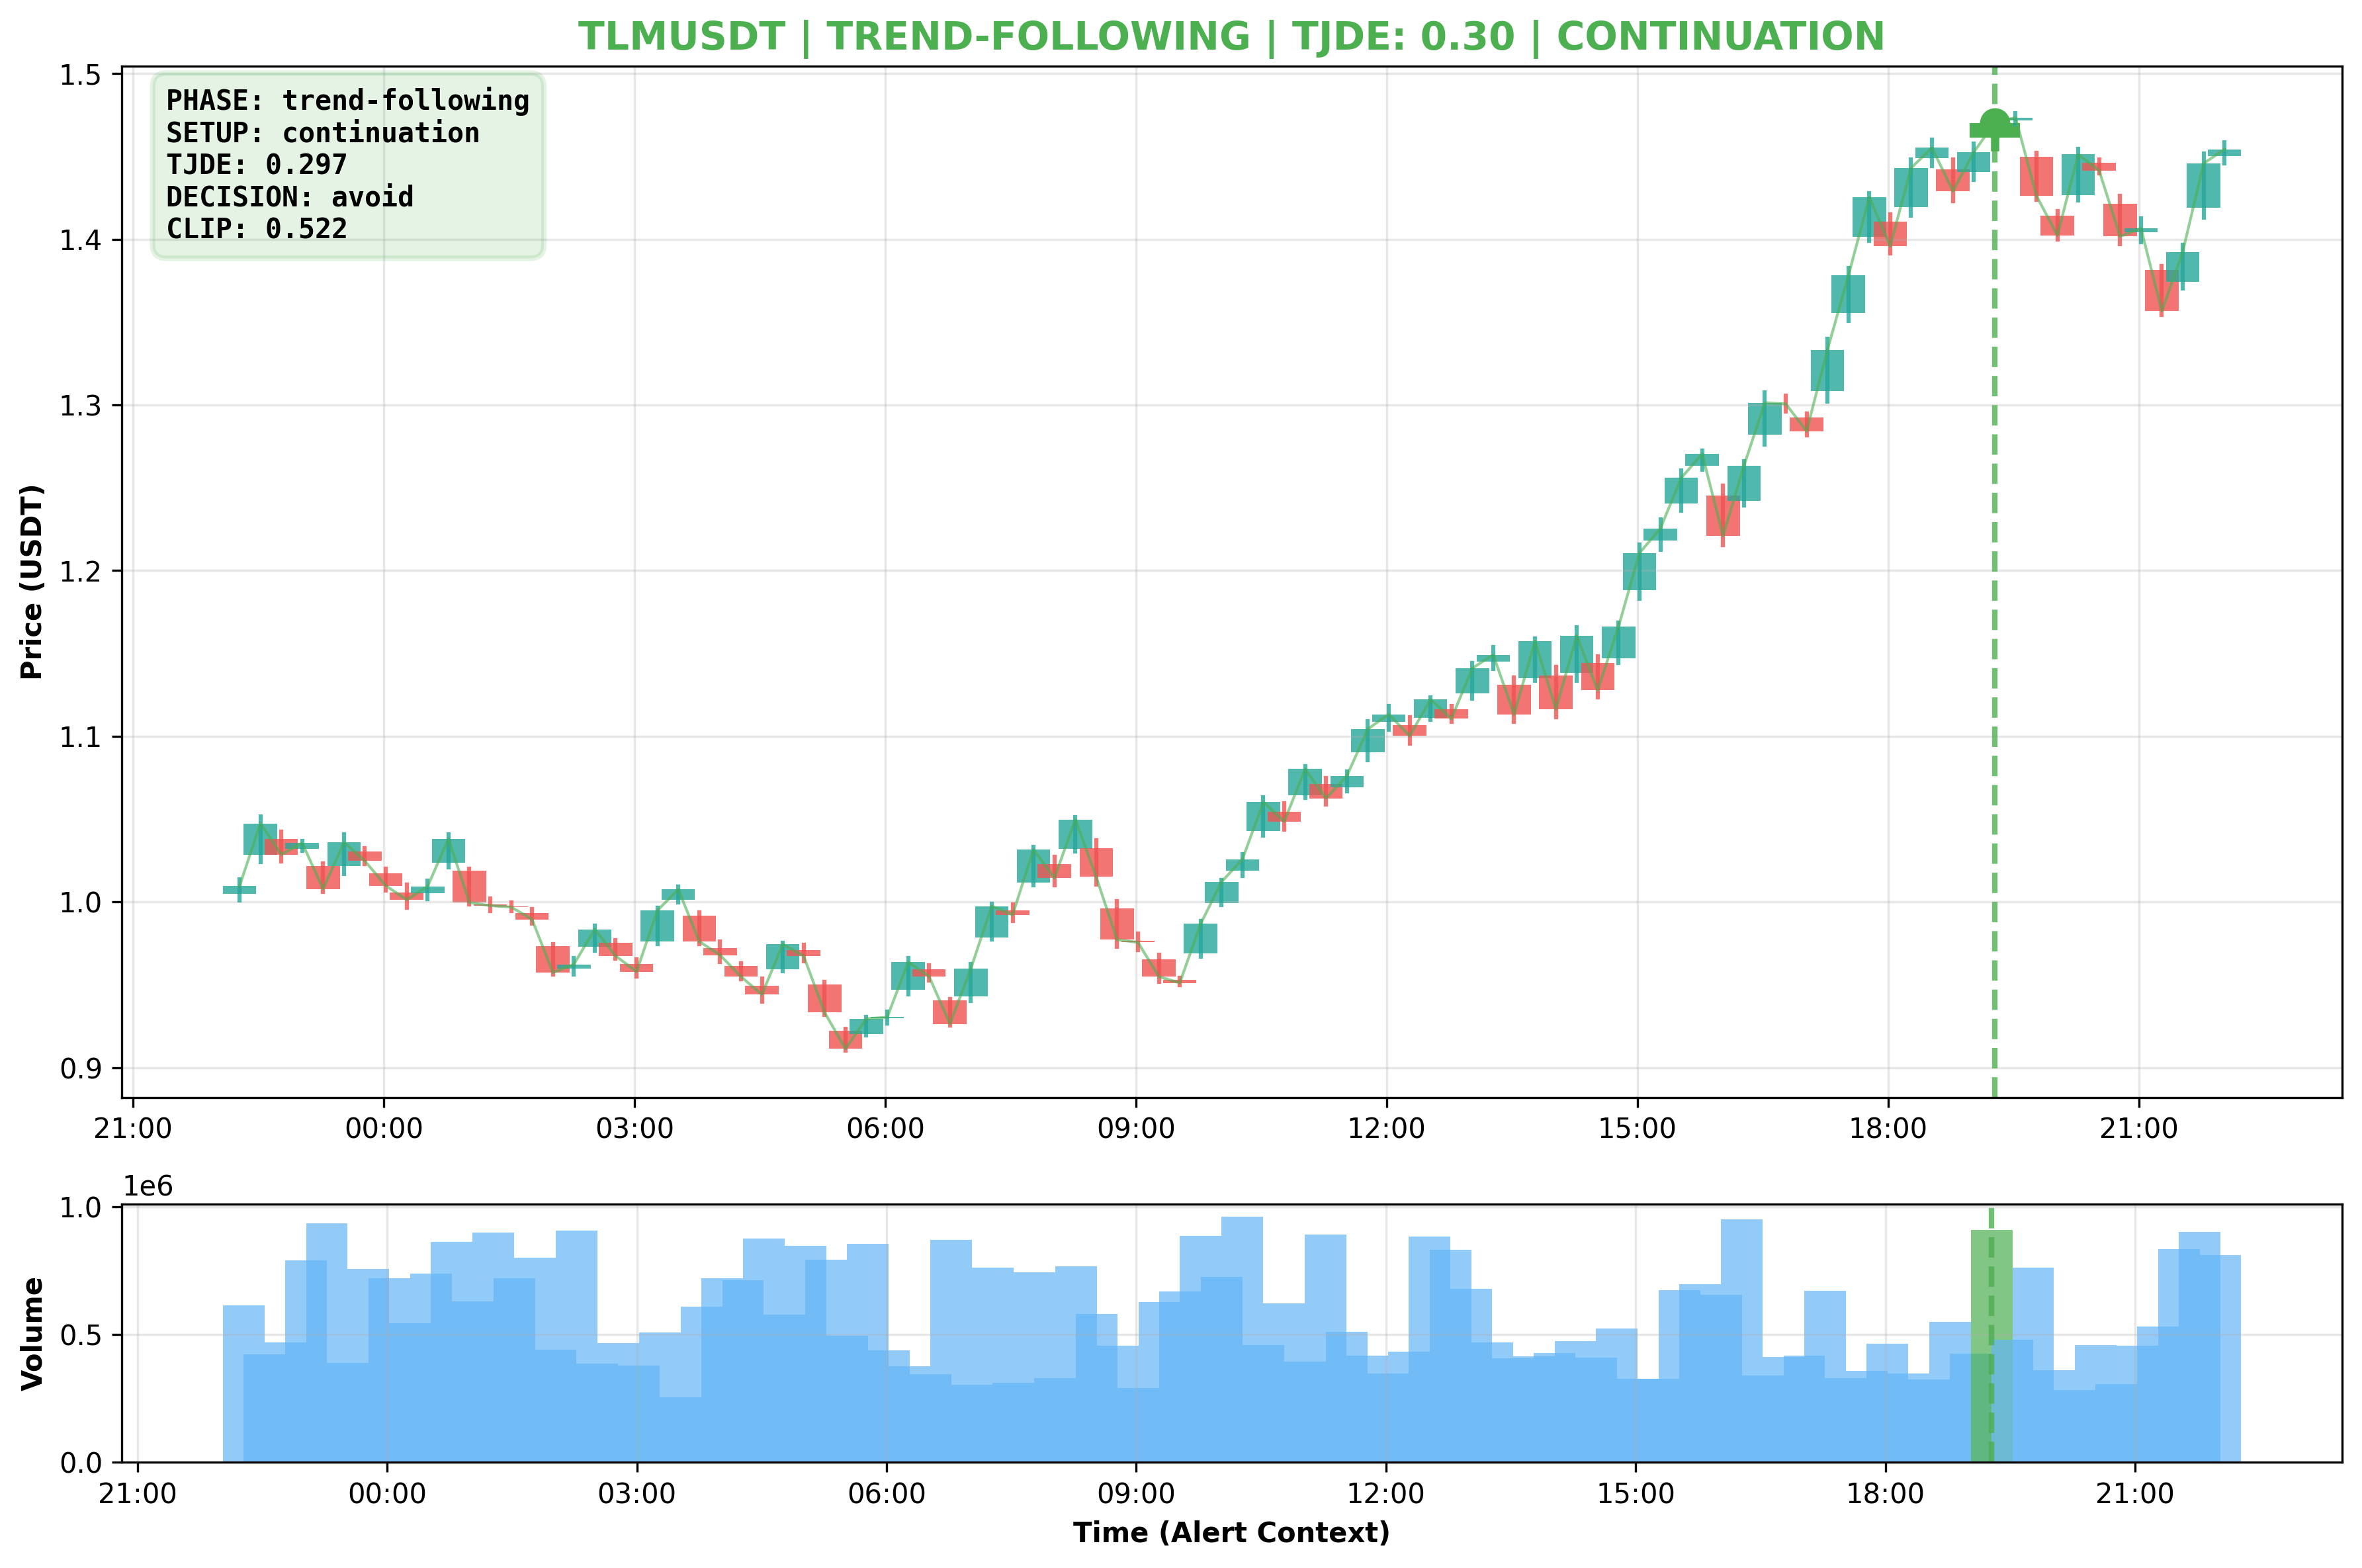 TLMUSDT | TREND-FOLLOWING | TJDE: 0.30 | CONTINUATION
PHASE: trend-following
SETUP: continuation
TJDE: 0.297
DECISION: avoid
CLIP: 0.522
Price (USDT)
1.5
1.4
1.3
1.2
1.1
1.0
0.9
21:00 00:00 03:00 06:00 09:00 12:00 15:00 18:00 21:00
1e6
Volume
1.0
0.5
0.0
21:00 00:00 03:00 06:00 09:00 12:00 15:00 18:00 21:00
Time (Alert Context)